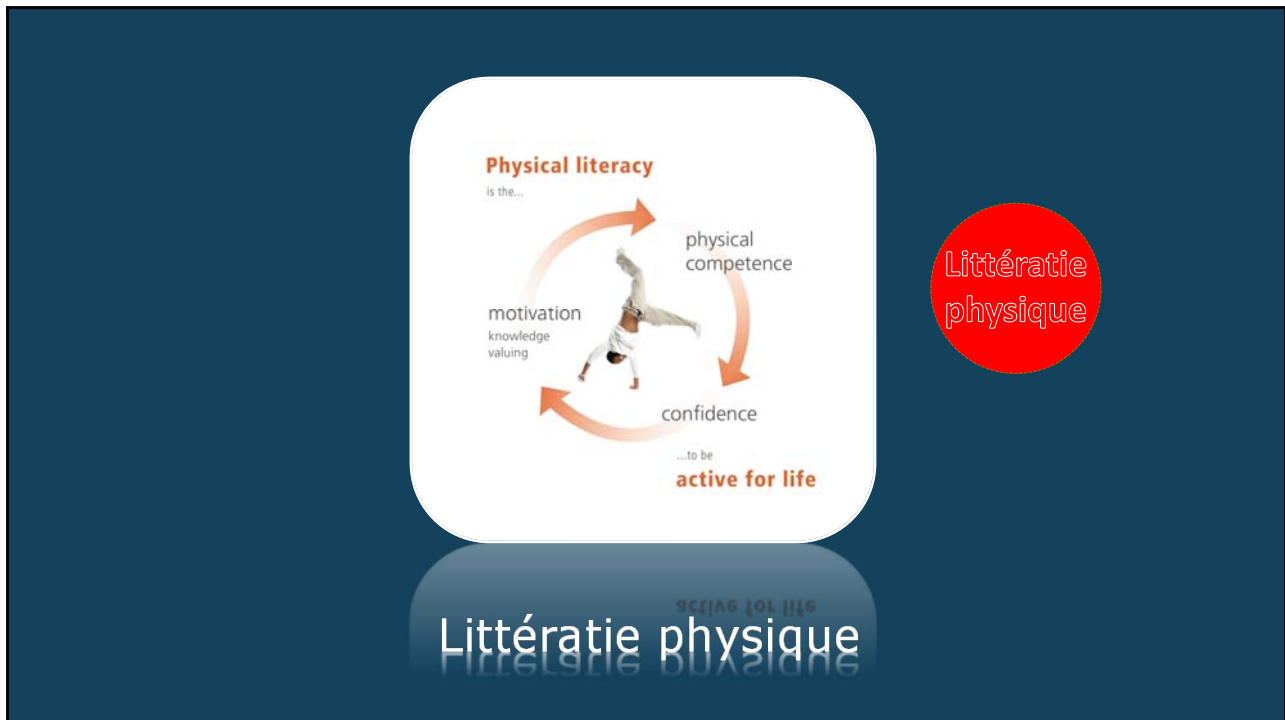 Physical literacy
is the...
physical
competence
motivation
knowledge
valuing
confidence
...to be
active for life
Littératie
physique
Littératie physique